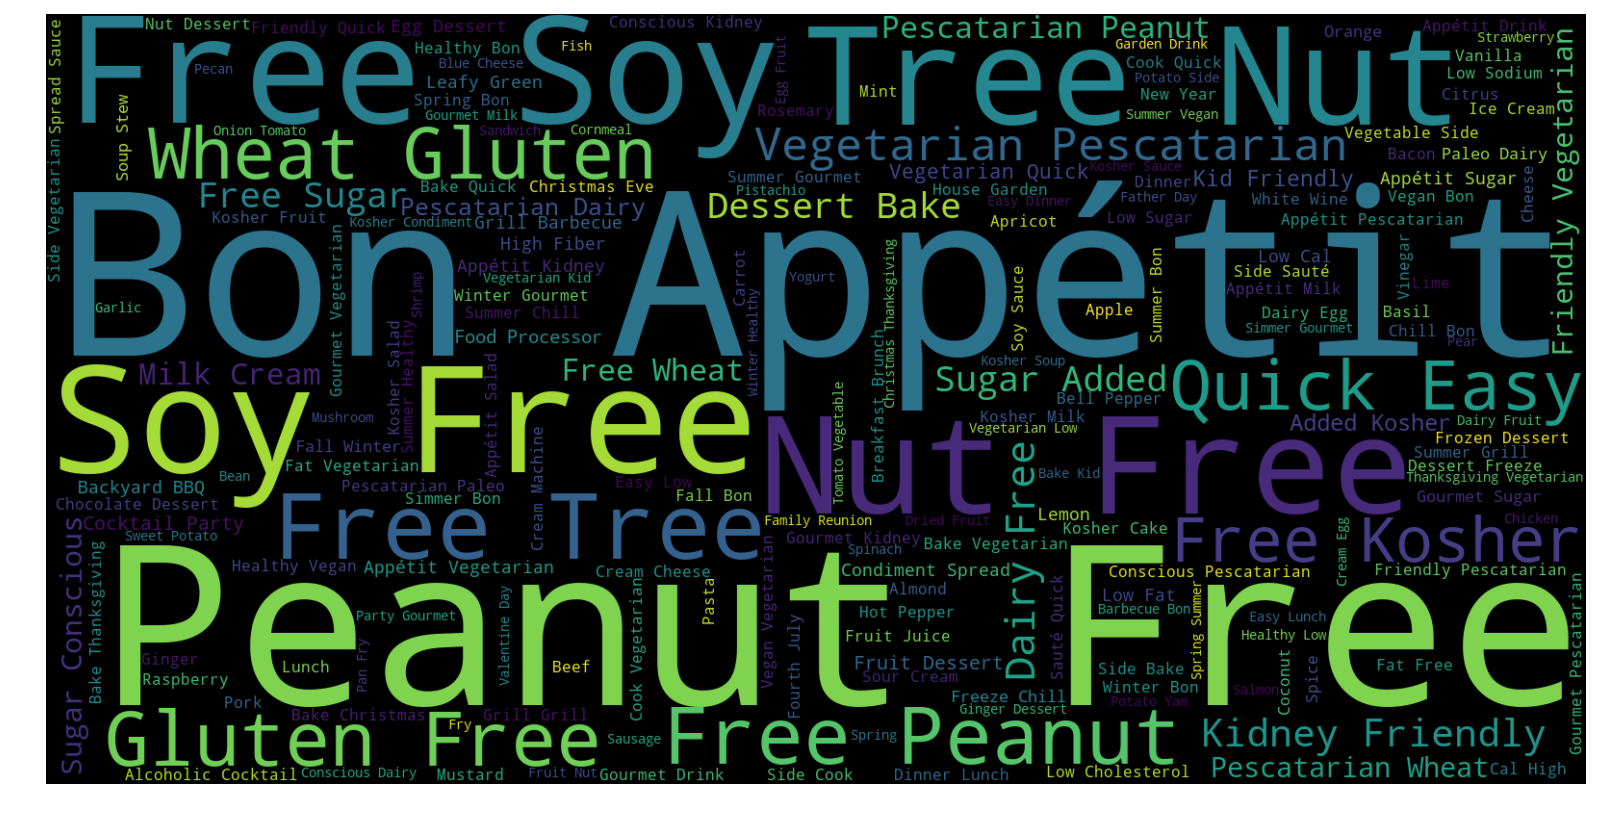 Free Soy
Tree Nut
Nut Dessert
Friendly Quick
Egg Dessert
Conscious Kidney
Pescatarian Peanut
Orange
Appétit Drink
Strawberry
Spread Sauce
Soup Stew
Pecan
Healthy Bon
Blue Cheese
Leafy Green
Spring Bon
Gourmet Milk
Fish
Egg Fruit
Mint
Rosemary
Garden Drink
Cook Quick
Potato Side
New Year
Summer Vegan
Vanilla
Low Sodium
Citrus
Ice Cream
Friendly Vegetarian
Onion Tomato
Sandwich
Cornmeal
Wheat Gluten
Vegetarian Pescatarian
Vegetable Side
Side Vegetarian
Free Sugar
Bake Quick
Christmas Eve
Summer Gourmet
Vegetarian Quick
Kosher Sauce
Dinner
Kid Friendly
Bacon
Paleo Dairy
Appétit Sugar
Cheese
Pistachio
House Garden
Father Day
White Wine
Vegan Bon
Kosher Fruit
Pescatarian Dairy
Dessert Bake
Easy Dinner
Apricot
Low Sugar
Appétit Pescatarian
Kosher Condiment
Grill Barbecue
High Fiber
Bon Appétit
Appétit Kidney
Vegetarian Kid
Winter Gourmet
Summer Chill
Food Processor
Gourmet Vegetarian
Shrimp
Garlic
Carrot
Yogurt
Winter Healthy
Christmas Thanksgiving
Soy Sauce
Apple
Summer Bon
Low Cal
Side Sauté
Appétit Milk
Dairy Egg
Simmer Gourmet
Vinegar
Lime
Basil
Chill Bon
Pear
Milk Cream
Kosher Salad
Summer Healthy
Appétit Salad
Free Wheat
Breakfast Brunch
Kosher Soup
Sugar Added
Bell Pepper
Quick Easy
Soy Free
Mushroom
Fall Winter
Bean
Fat Vegetarian
Pescatarian Paleo
Simmer Bon
Easy Low
Fall Bon
Nut Free
Tomato Vegetable
Kosher Milk
Vegetarian Low
Bake Kid
Added Kosher
Dairy Fruit
Frozen Dessert
Summer Grill
Dessert Freeze
Thanksgiving Vegetarian
Gourmet Sugar
Backyard BBQ
Chocolate Dessert
Cocktail Party
Sweet Potato
Cream Machine
Family Reunion
Dried Fruit
Gourmet Kidney
Lemon
Kosher Cake
Chicken
Free Tree
Free Kosher
Dairy Free
Sugar Conscious
Bake Thanksgiving
Healthy Vegan
Appétit Vegetarian
Cream Cheese
Spinach
Bake Vegetarian
Condiment Spread
Almond
Conscious Pescatarian
Cream Egg
Friendly Pescatarian
Peanut Free
Party Gourmet
Valentine Day
Pasta
Vegan Vegetarian
Hot Pepper
Low Fat
Barbecue Bon
Easy Lunch
Healthy Low
Spring Summer
Gourmet Pescatarian
Fruit Juice
Fourth July
Sauté Quick
Ginger
Raspberry
Lunch
Pan Fry
Beef
Cook Vegetarian
Fruit Dessert
Sour Cream
Side Bake
Winter Bon
Salmon
Potato Yam
Coconut
Spice
Fat Free
Pork
Bake Christmas
Grill Grill
Freeze Chill
Ginger Dessert
Gluten Free
Fry
Sausage
Free Peanut
Spring
Kidney Friendly
Alcoholic Cocktail
Conscious Dairy
Mustard
Fruit Nut
Gourmet Drink
Side Cook
Dinner Lunch
Low Cholesterol
Pescatarian Wheat
Cal High